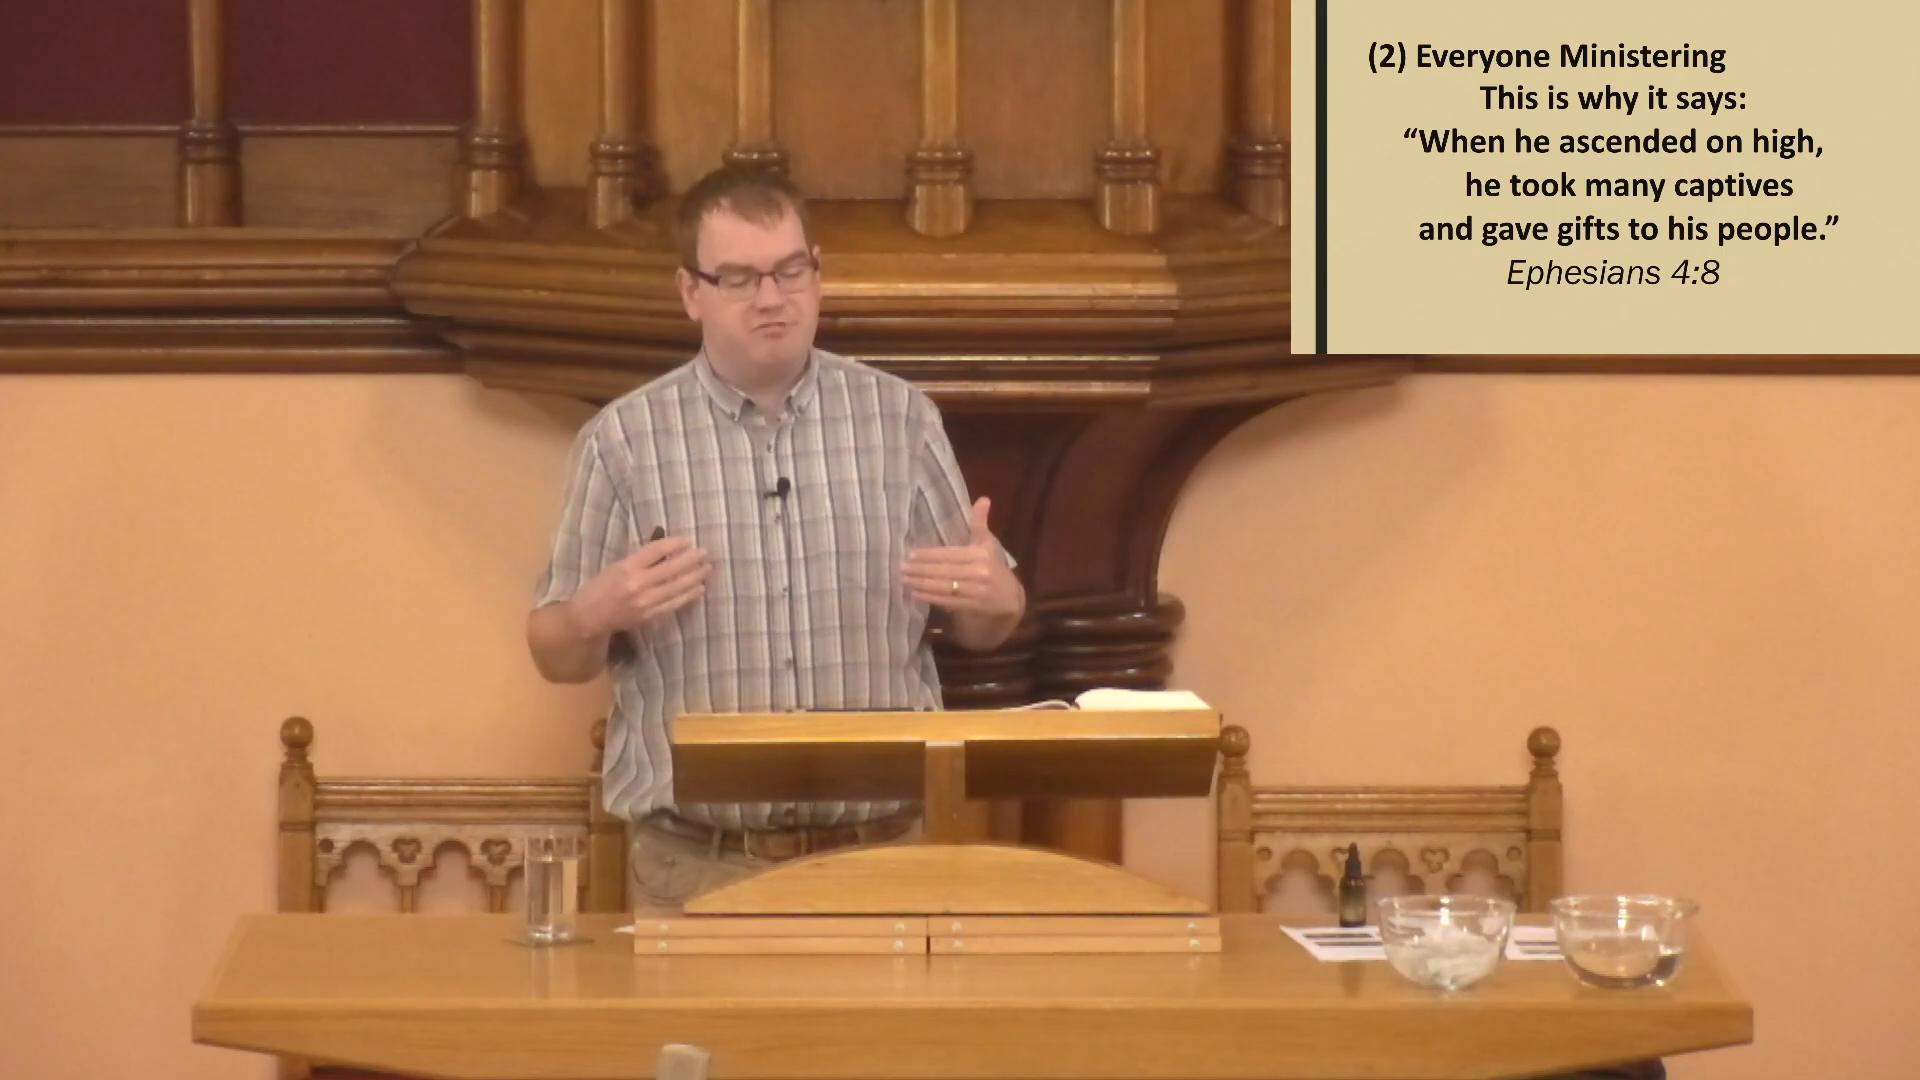 (2) Everyone Ministering
This is why it says:
“When he ascended on high,
he took many captives
and gave gifts to his people.”
Ephesians 4:8